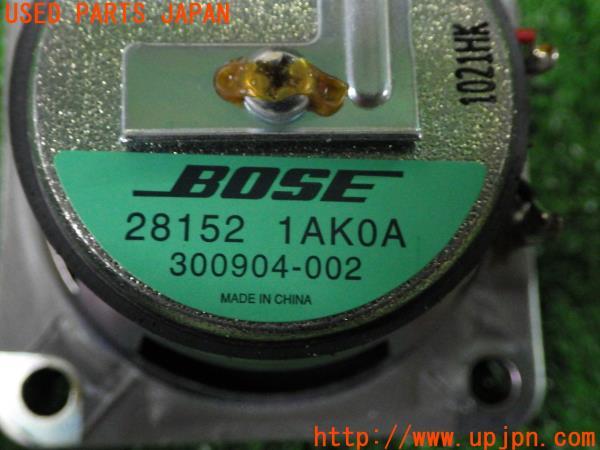 USED PARTS JAPAN
1021HK
BOSE
28152 1AK0A
300904-002
MADE IN CHINA
http://www.upjpn.com/